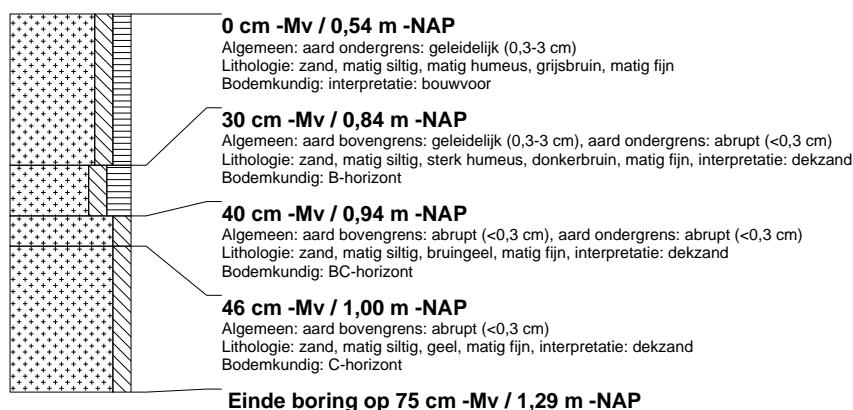 0 cm -Mv / 0,54 m -NAP
Algemeen: aard ondergrens: geleidelijk (0,3-3 cm)
Lithologie: zand, matig siltig, matig humeus, grijsbruin, matig fijn
Bodemkundig: interpretatie: bouwvoor
30 cm -Mv / 0,84 m -NAP
Algemeen: aard bovengrens: geleidelijk (0,3-3 cm), aard ondergrens: abrupt (<0,3 cm)
Lithologie: zand, matig siltig, sterk humeus, donkerbruin, matig fijn, interpretatie: dekzand
Bodemkundig: B-horizont
40 cm -Mv / 0,94 m -NAP
Algemeen: aard bovengrens: abrupt (<0,3 cm), aard ondergrens: abrupt (<0,3 cm)
Lithologie: zand, matig siltig, bruingeel, matig fijn, interpretatie: dekzand
Bodemkundig: BC-horizont
46 cm -Mv / 1,00 m -NAP
Algemeen: aard bovengrens: abrupt (<0,3 cm)
Lithologie: zand, matig siltig, geel, matig fijn, interpretatie: dekzand
Bodemkundig: C-horizont
Einde boring op 75 cm -Mv / 1,29 m -NAP